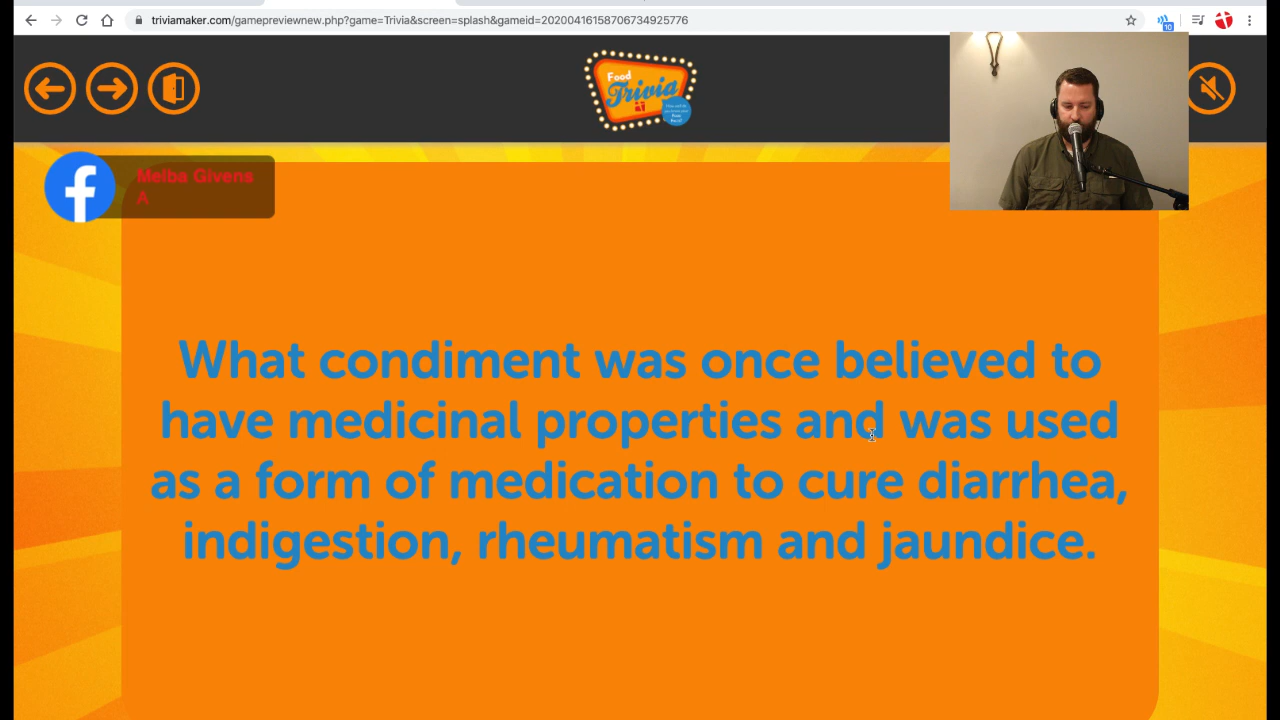 triviamaker.com/gamepreviewnew.php?game=Trivia&screen=splash&gameid=20200416158706734925776
10
Food
Trivia
Melba Givens
A
What condiment was once believed to
have medicinal properties and was used
as a form of medication to cure diarrhea,
indigestion, rheumatism and jaundice.